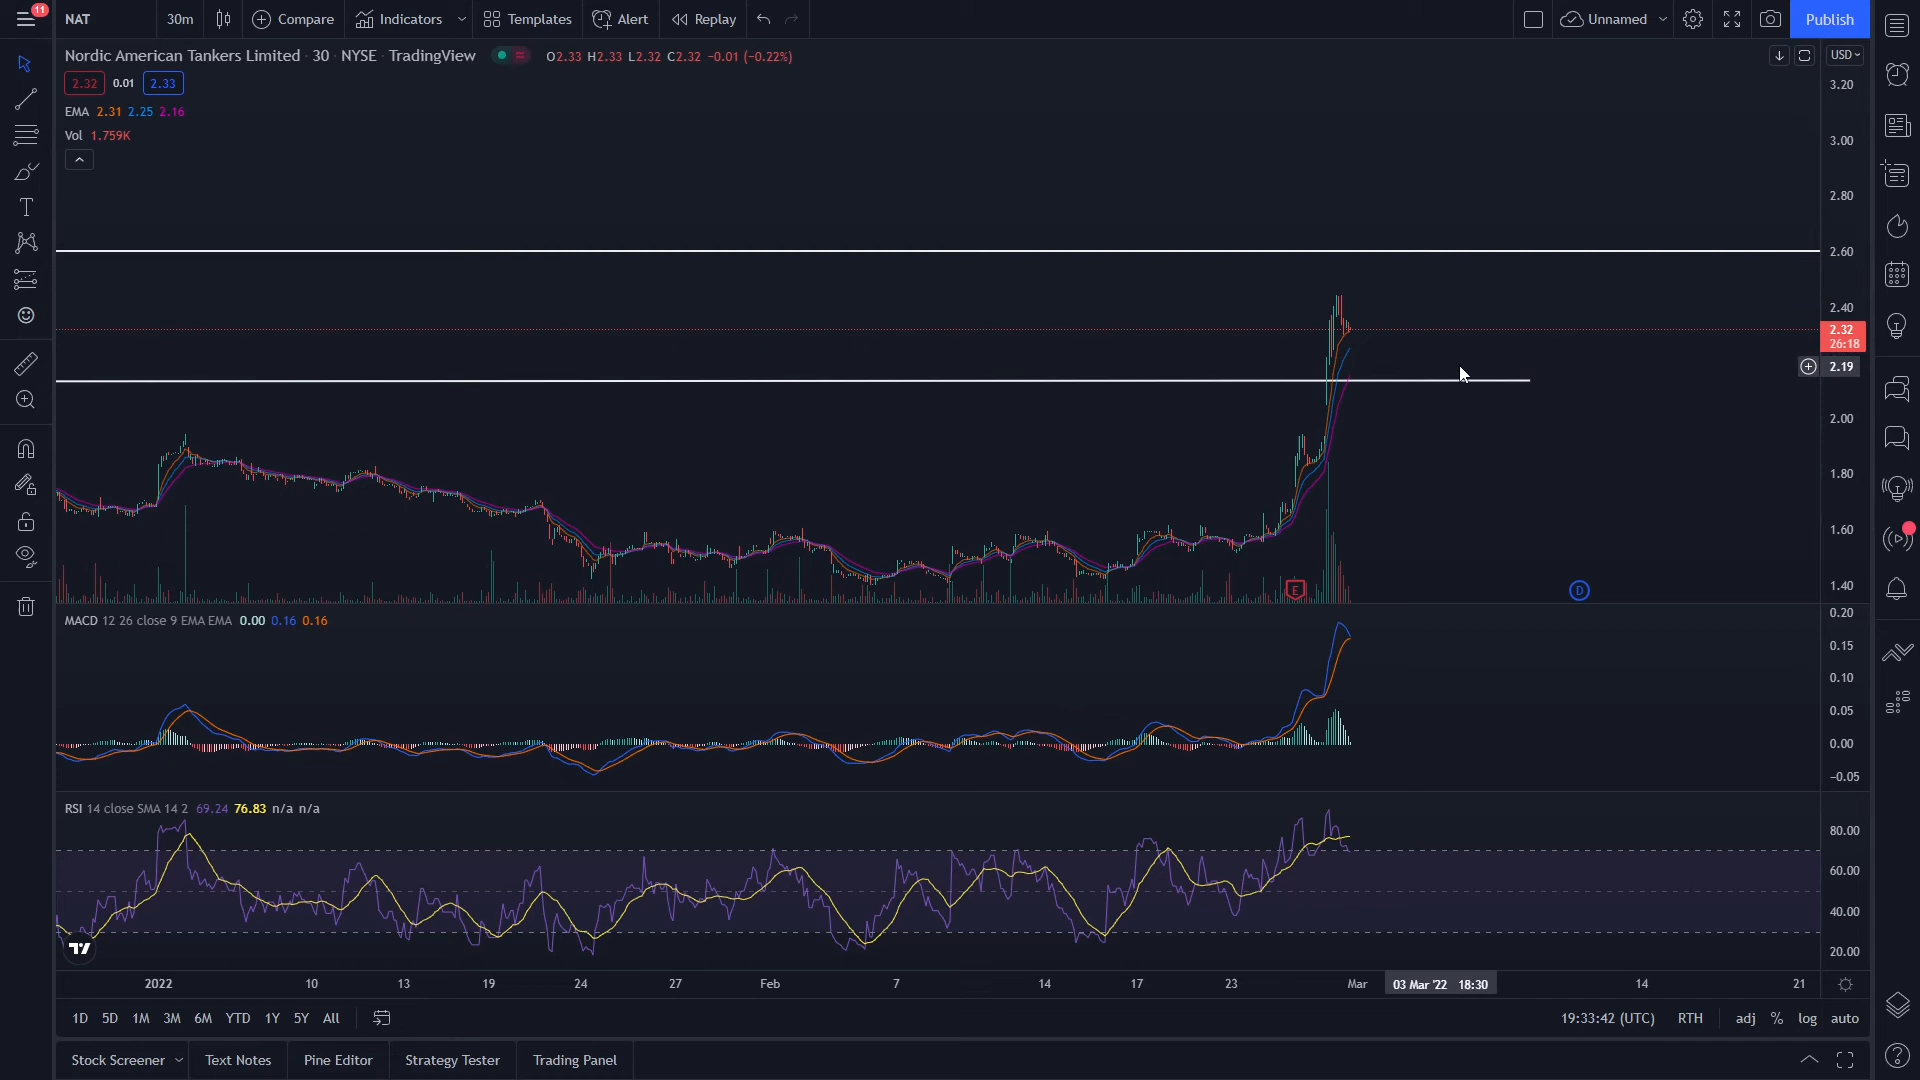 11
NAT
30m
Compare
Indicators
Templates
Alert
Replay
Unnamed
Publish
Nordic American Tankers Limited · 30 · NYSE · TradingView
O2.33 H2.33 L2.32 C2.32 −0.01 (−0.22%)
USD
2.32 0.01 2.33
EMA 2.31 2.25 2.16
Vol 1.759K
3.20
3.00
2.80
2.60
2.40
2.32
26:18
2.19
2.00
1.80
1.60
1.40
E
D
MACD 12 26 close 9 EMA EMA 0.00 0.16 0.16
0.20
0.15
0.10
0.05
0.00
−0.05
RSI 14 close SMA 14 2 69.24 76.83 n/a n/a
80.00
60.00
40.00
20.00
2022 10 13 19 24 27 Feb 7 14 17 23 Mar 03 Mar '22 18:30 14 21
1D 5D 1M 3M 6M YTD 1Y 5Y All
19:33:42 (UTC) RTH adj % log auto
Stock Screener
Text Notes
Pine Editor
Strategy Tester
Trading Panel